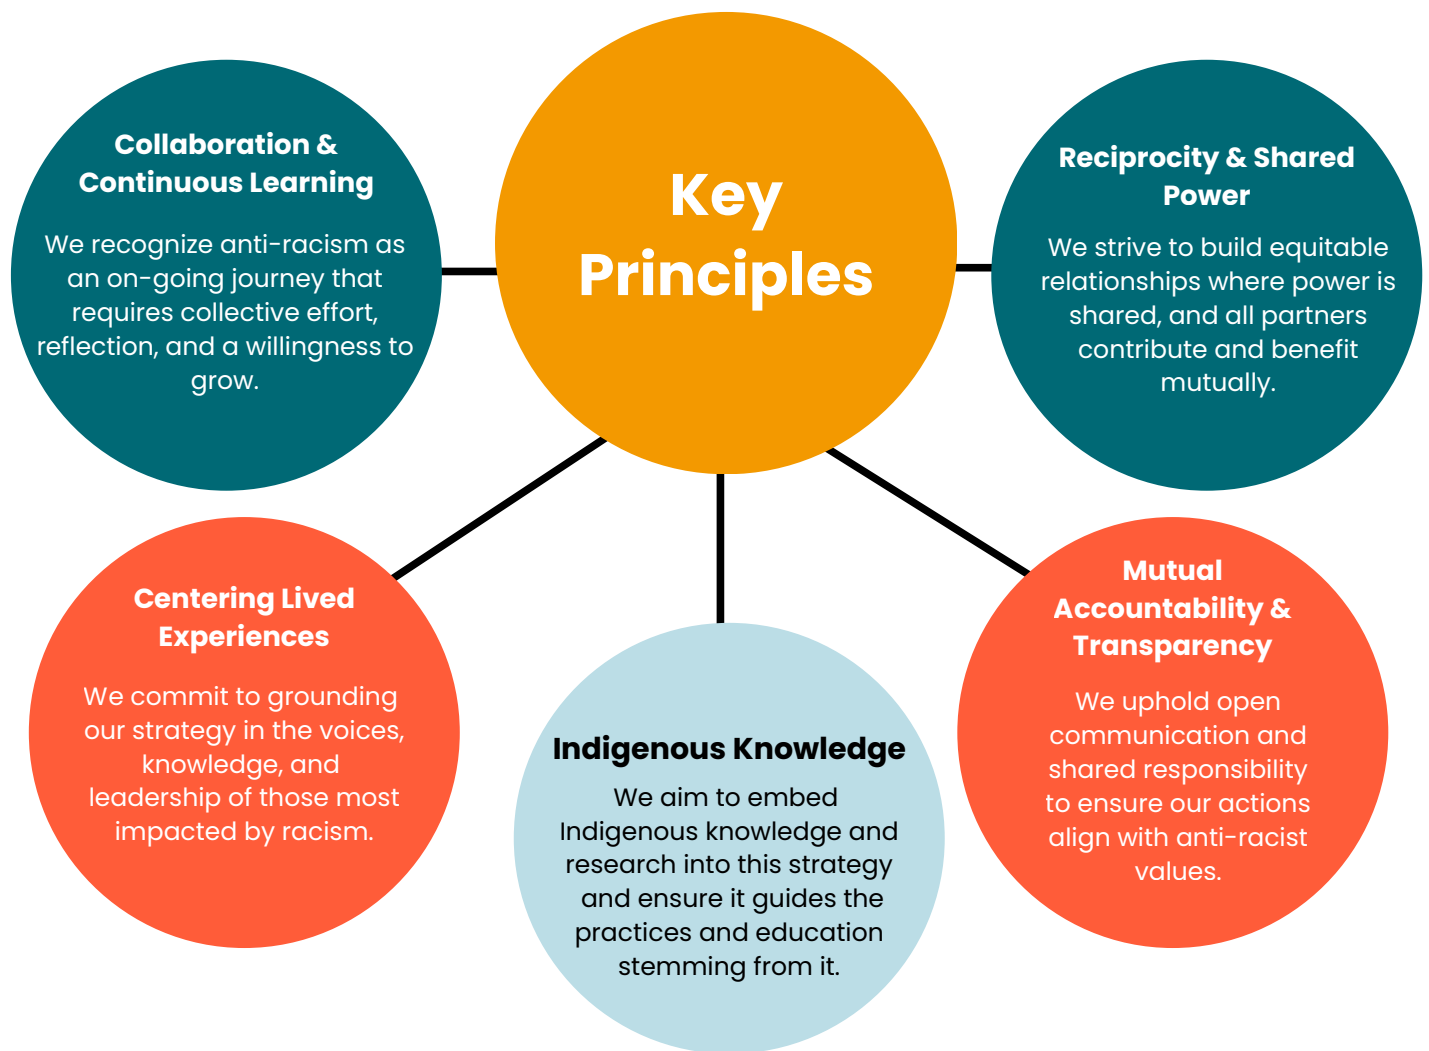 Key
Principles
Collaboration &
Continuous Learning
We recognize anti-racism as
an on-going journey that
requires collective effort,
reflection, and a willingness to
grow.
Reciprocity & Shared
Power
We strive to build equitable
relationships where power is
shared, and all partners
contribute and benefit
mutually.
Centering Lived
Experiences
We commit to grounding
our strategy in the voices,
knowledge, and
leadership of those most
impacted by racism.
Indigenous Knowledge
We aim to embed
Indigenous knowledge and
research into this strategy
and ensure it guides the
practices and education
stemming from it.
Mutual
Accountability &
Transparency
We uphold open
communication and
shared responsibility
to ensure our actions
align with anti-racist
values.